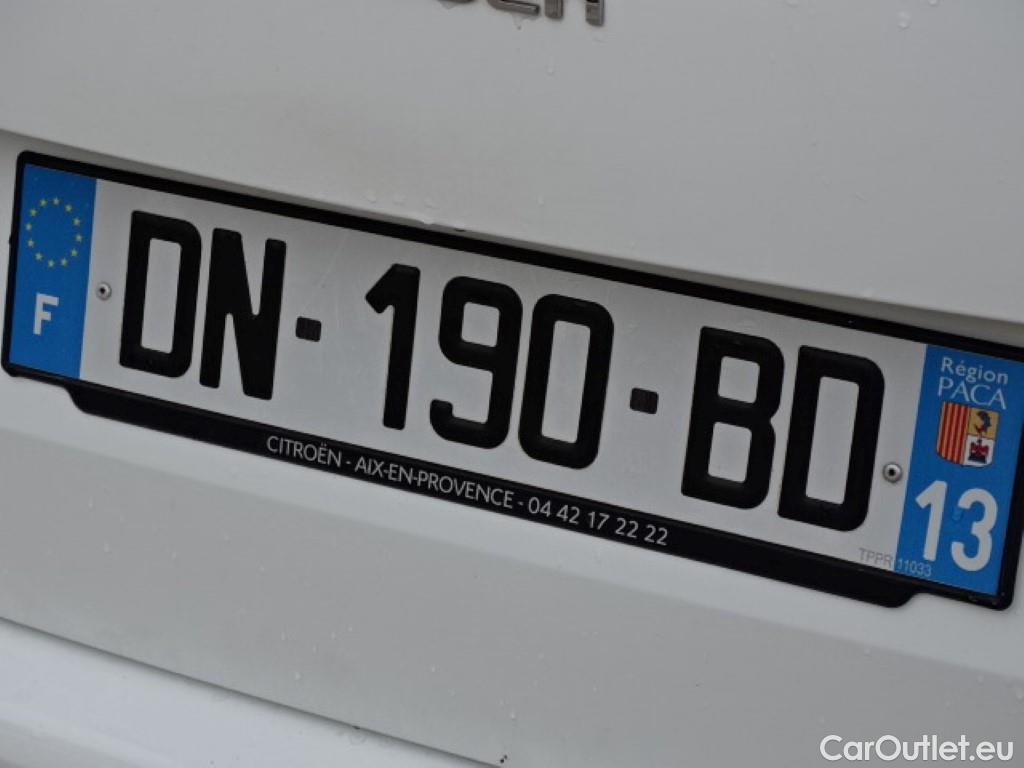 F
DN-190-BD
Région
PACA
13
CITROËN - AIX-EN-PROVENCE - 04 42 17 22 22
TPPR 11033
CarOutlet.eu